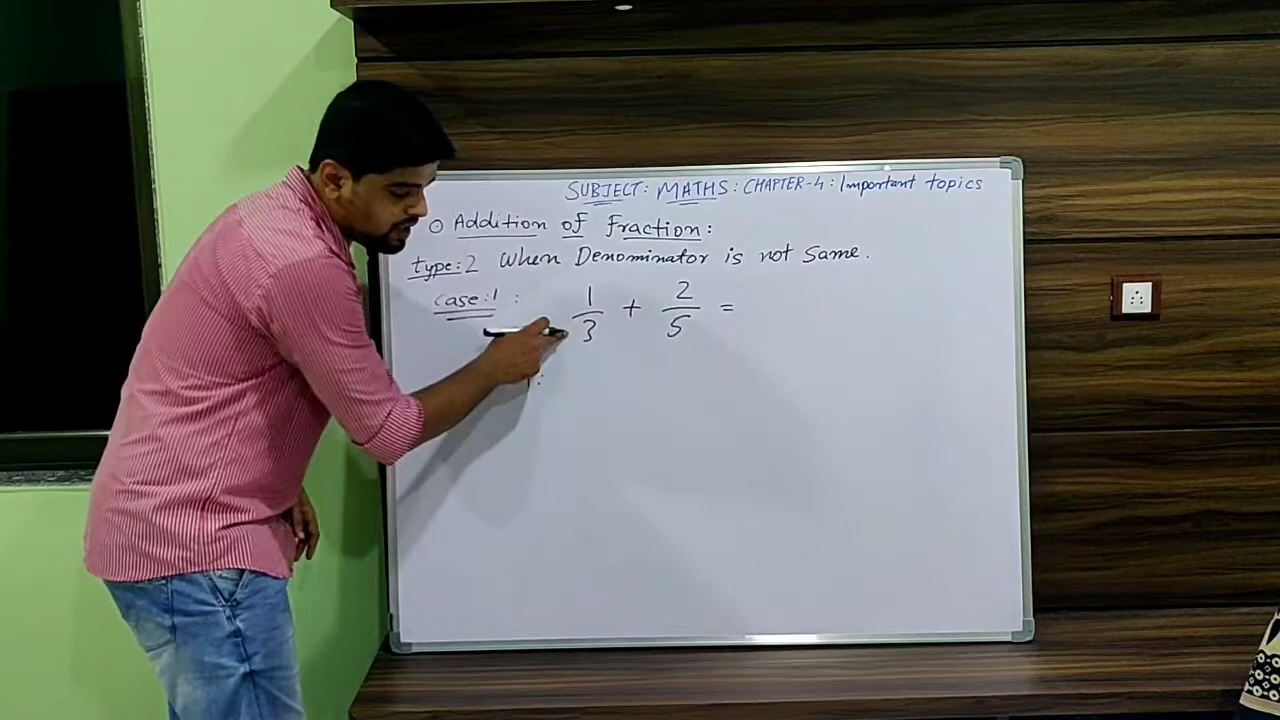 SUBJECT: MATHS: CHAPTER-4: Important topics
⊙ Addition of Fraction:
type:2 When Denominator is not Same.
Case:1 : 1/3 + 2/5 =